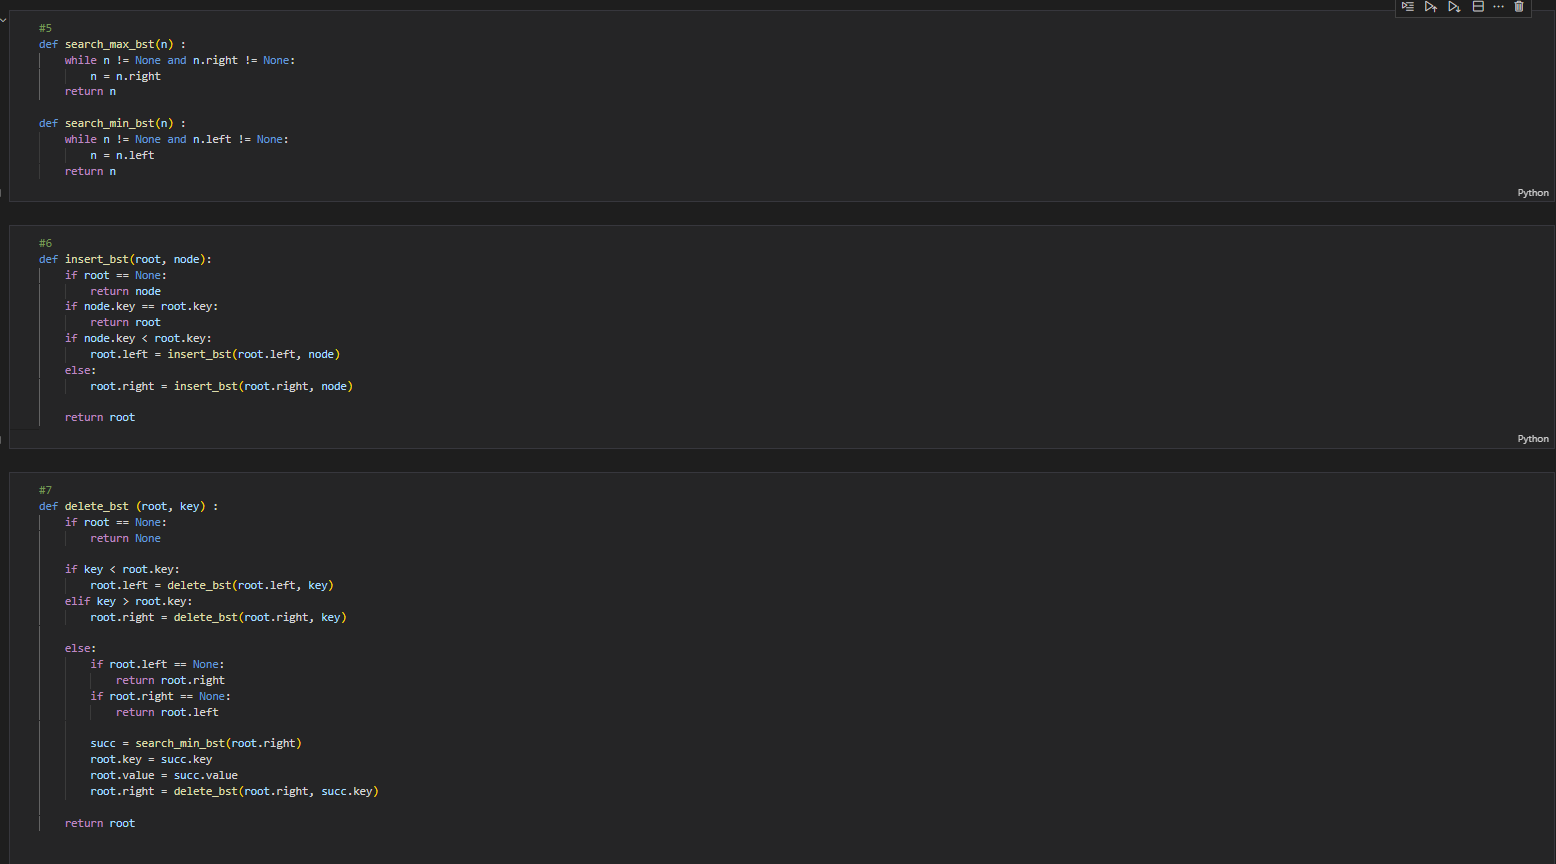 #5
def search_max_bst(n) :
    while n != None and n.right != None:
        n = n.right
    return n

def search_min_bst(n) :
    while n != None and n.left != None:
        n = n.left
    return n
Python
#6
def insert_bst(root, node):
    if root == None:
        return node
    if node.key == root.key:
        return root
    if node.key < root.key:
        root.left = insert_bst(root.left, node)
    else:
        root.right = insert_bst(root.right, node)

    return root
Python
#7
def delete_bst (root, key) :
    if root == None:
        return None

    if key < root.key:
        root.left = delete_bst(root.left, key)
    elif key > root.key:
        root.right = delete_bst(root.right, key)

    else:
        if root.left == None:
            return root.right
        if root.right == None:
            return root.left

        succ = search_min_bst(root.right)
        root.key = succ.key
        root.value = succ.value
        root.right = delete_bst(root.right, succ.key)

    return root